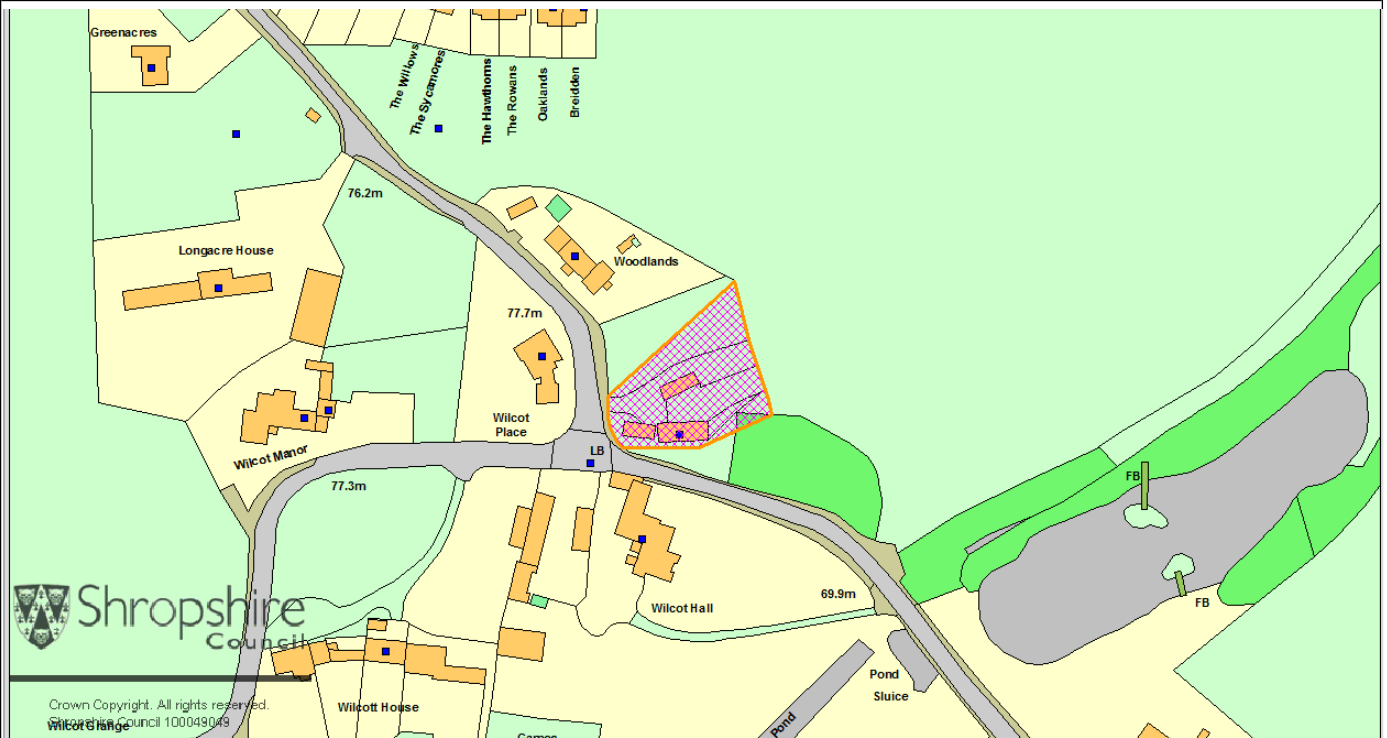 Greenacres
The Willows
The Sycamores
The Hawthorns
The Rowans
Oaklands
Breidden
76.2m
Longacre House
Woodlands
77.7m
Wilcot
Place
LB
Wilcot Manor
77.3m
FB
Shropshire
Council
Wilcot Hall
69.9m
FB
Pond
Sluice
Crown Copyright. All rights reserved.
Shropshire Council 100049049
Wilcot Grange
Wilcott House
Pond
Games